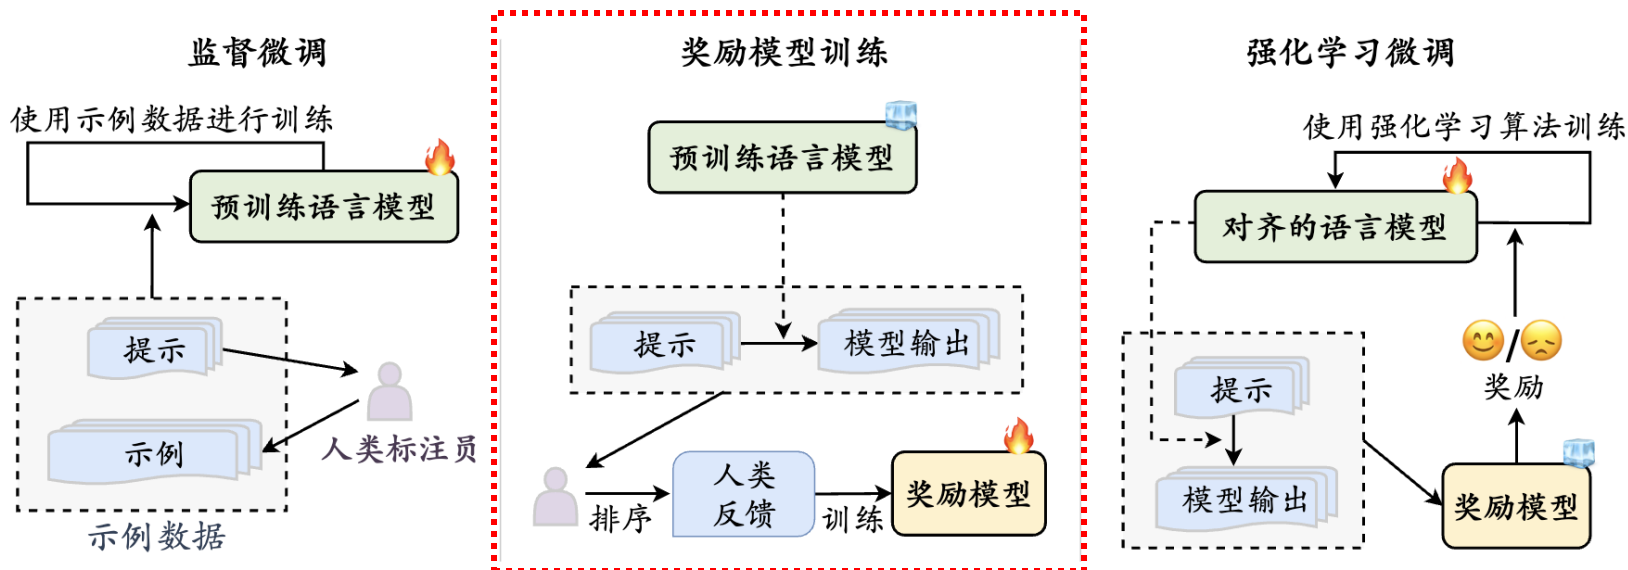 监督微调
使用示例数据进行训练
预训练语言模型
提示
示例
人类标注员
示例数据
奖励模型训练
预训练语言模型
提示
模型输出
排序
人类
反馈
训练
奖励模型
强化学习微调
使用强化学习算法训练
对齐的语言模型
/
奖励
提示
模型输出
奖励模型